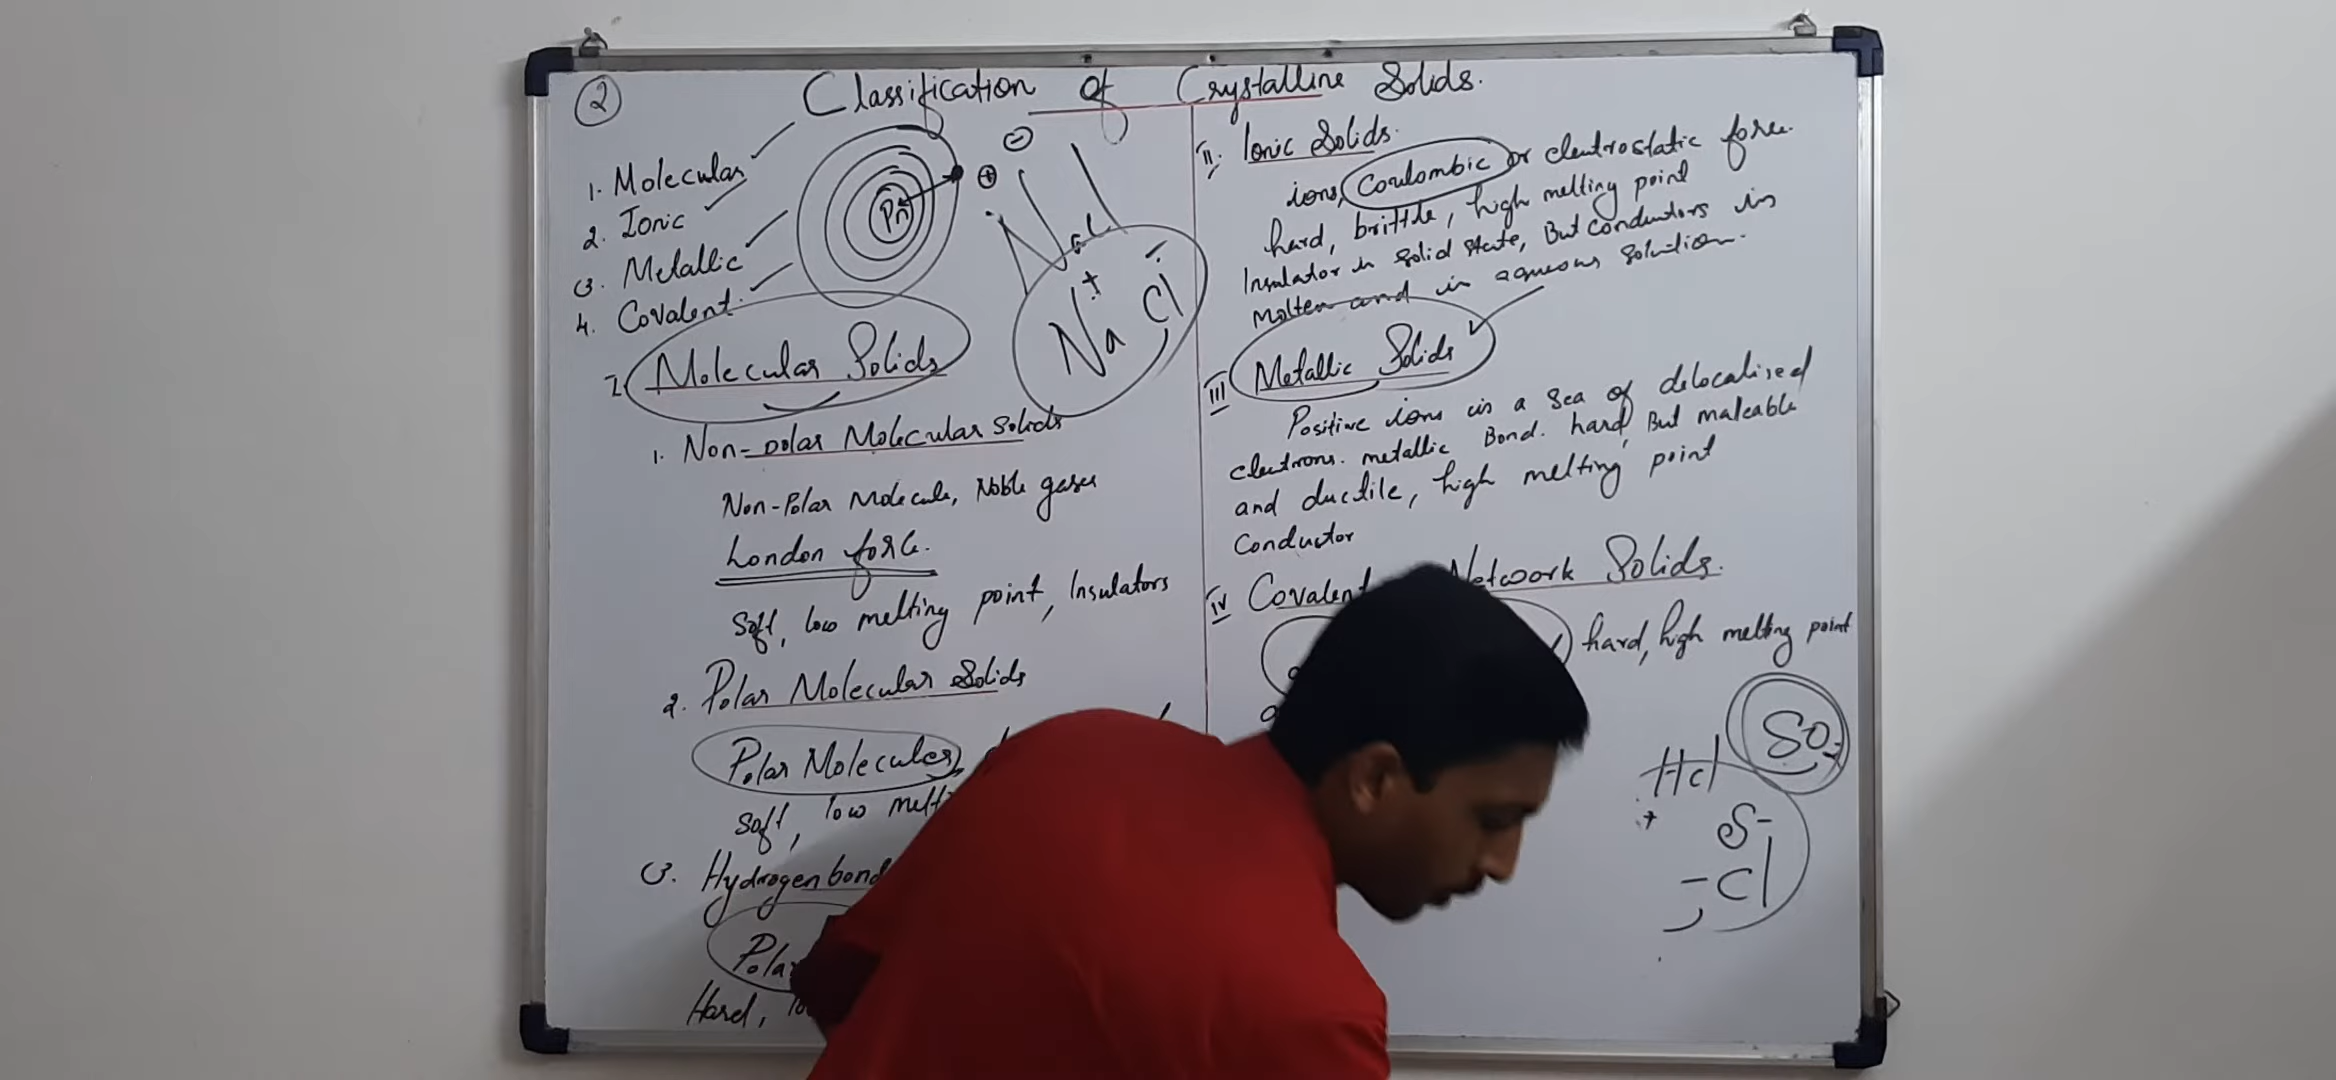 ② Classification of Crystalline Solids.
1. Molecular
2. Ionic
3. Metallic
4. Covalent
Pn
+
-
NaCl
Na+ Cl-
I. Molecular Solids
1. Non-polar Molecular Solids
Non-Polar Molecule, Noble gases
London force.
Soft, low melting point, Insulators
2. Polar Molecular Solids
Polar Molecules,
Soft, low
3. Hydrogen bond
Hard,
II. Ionic Solids.
ions, Coulombic or electrostatic force.
hard, brittle, high melting point
Insulator in solid state, But conductors in
Molten and in aqueous solution.
III Metallic Solids
Positive ions in a sea of delocalised
electrons. metallic Bond. hard, But maleable
and ductile, high melting point
Conductor
IV Covalent Network Solids.
hard, high melting point
SO2
HCl
+
S-
-Cl